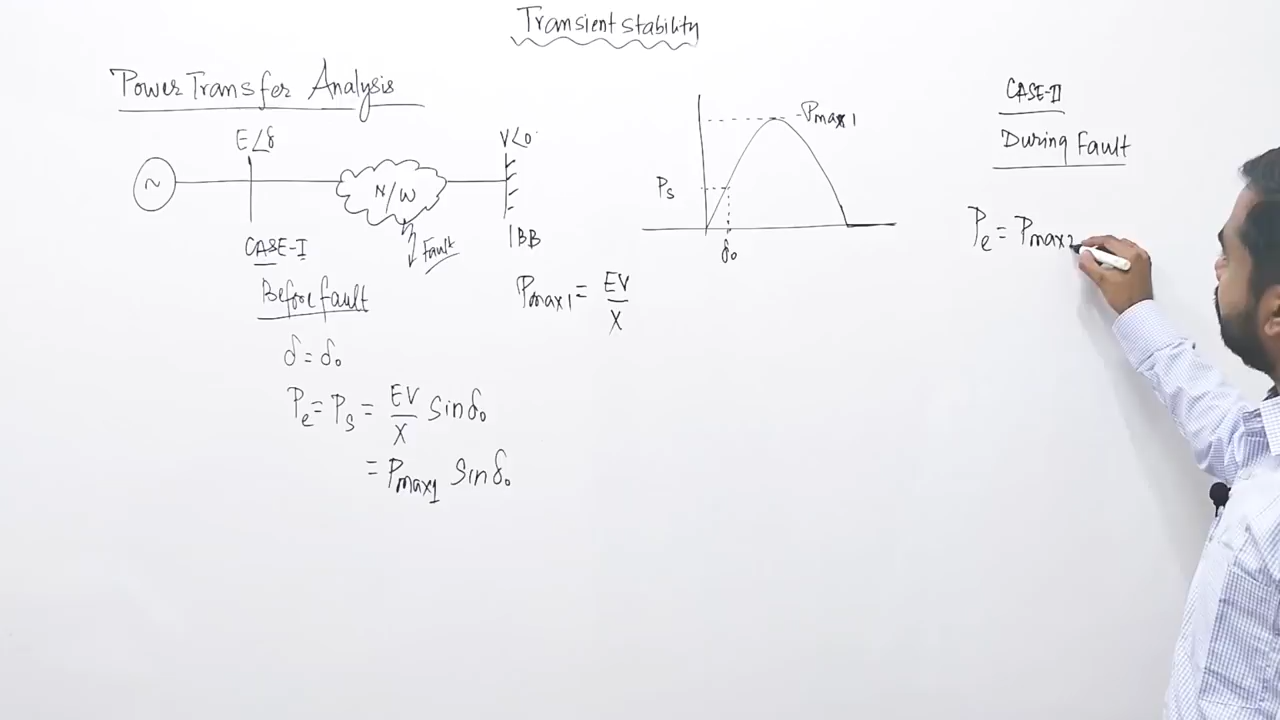 Transient stability
Power Transfer Analysis
E∠δ
V∠0
~
N/W
Fault
IBB
CASE-I
Before fault
δ = δ₀
Pe = Ps = EV/X sin δ₀
= Pmax1 sin δ₀
Pmax1
Ps
δ₀
Pmax1 = EV/X
CASE-II
During Fault
Pe = Pmax2